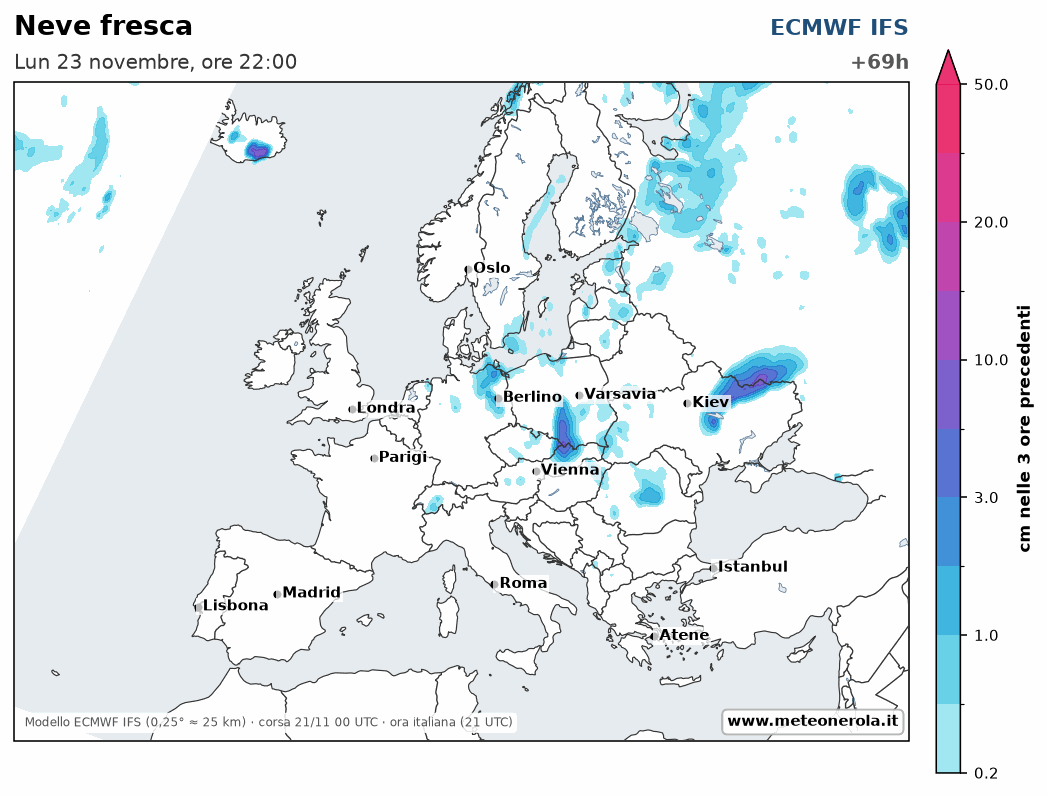 Neve fresca
ECMWF IFS
Lun 23 novembre, ore 22:00
+69h
50.0
20.0
10.0
3.0
1.0
0.2
cm nelle 3 ore precedenti
Oslo
Londra
Berlino
Varsavia
Kiev
Parigi
Vienna
Istanbul
Madrid
Roma
Lisbona
Atene
Modello ECMWF IFS (0,25° ≈ 25 km) · corsa 21/11 00 UTC · ora italiana (21 UTC)
www.meteonerola.it